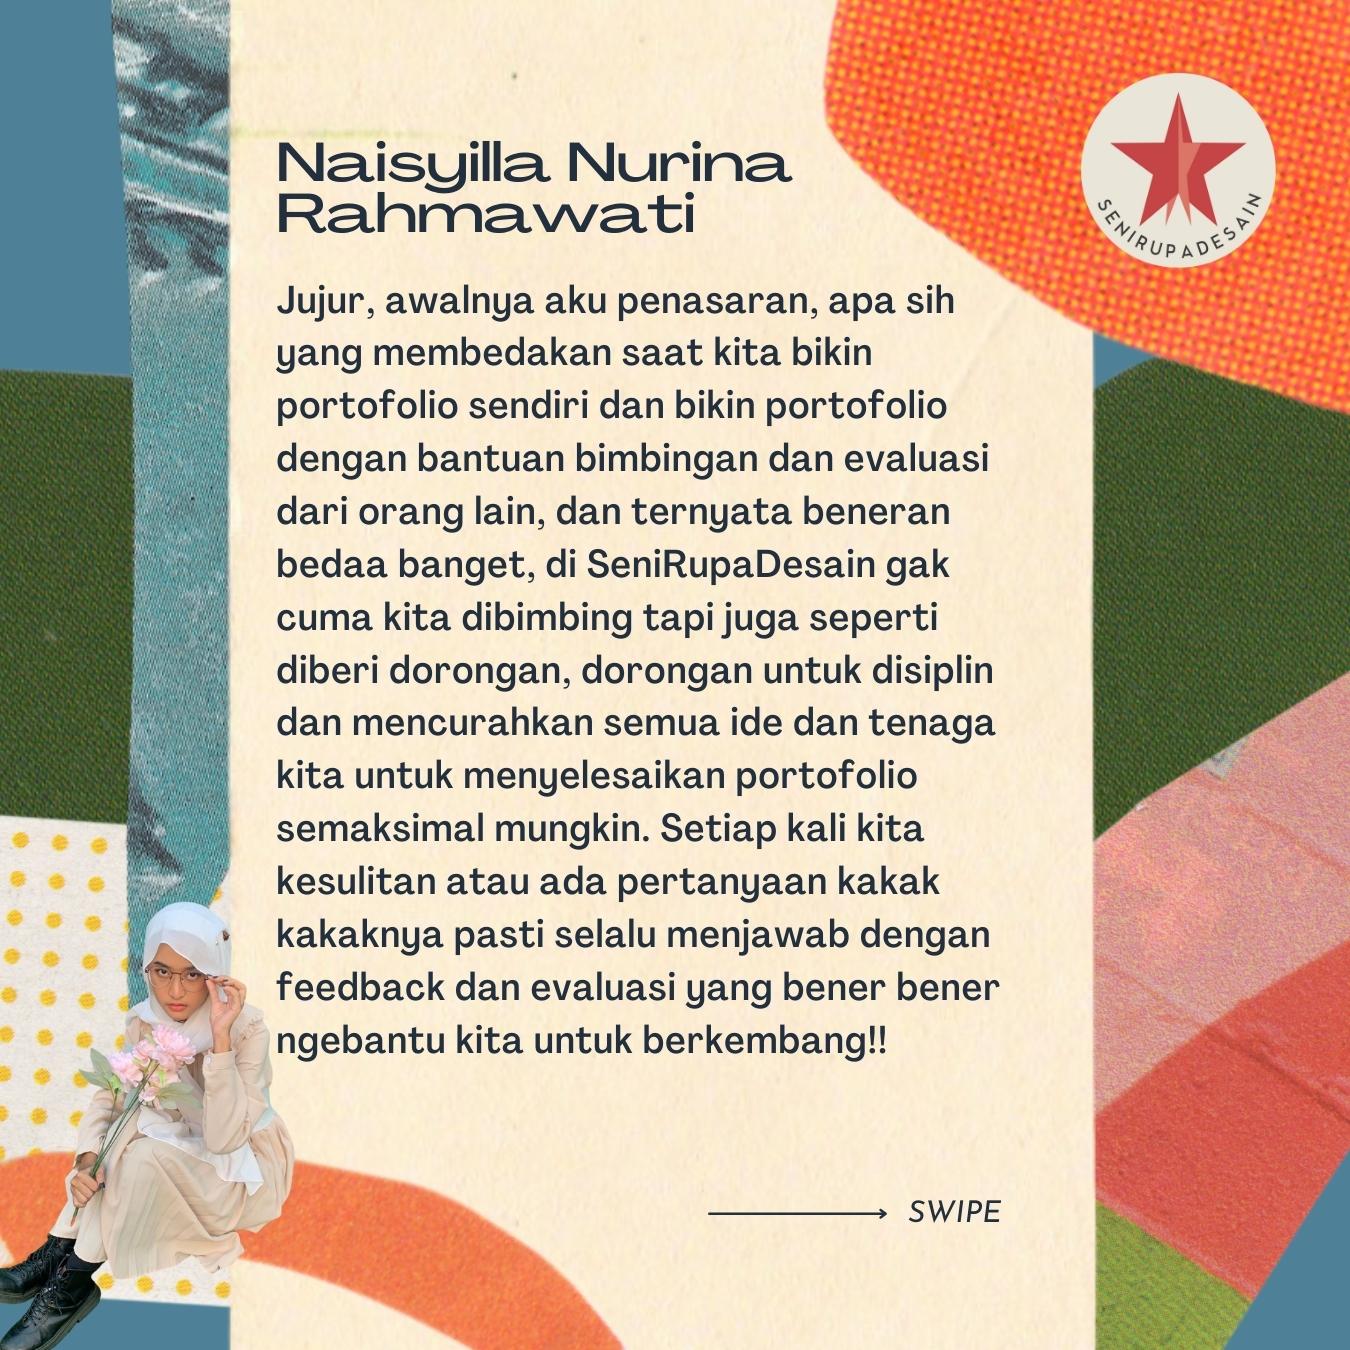 Naisyilla Nurina
Rahmawati
SENIRUPADESAIN
Jujur, awalnya aku penasaran, apa sih
yang membedakan saat kita bikin
portofolio sendiri dan bikin portofolio
dengan bantuan bimbingan dan evaluasi
dari orang lain, dan ternyata beneran
bedaa banget, di SeniRupaDesain gak
cuma kita dibimbing tapi juga seperti
diberi dorongan, dorongan untuk disiplin
dan mencurahkan semua ide dan tenaga
kita untuk menyelesaikan portofolio
semaksimal mungkin. Setiap kali kita
kesulitan atau ada pertanyaan kakak
kakaknya pasti selalu menjawab dengan
feedback dan evaluasi yang bener bener
ngebantu kita untuk berkembang!!
SWIPE